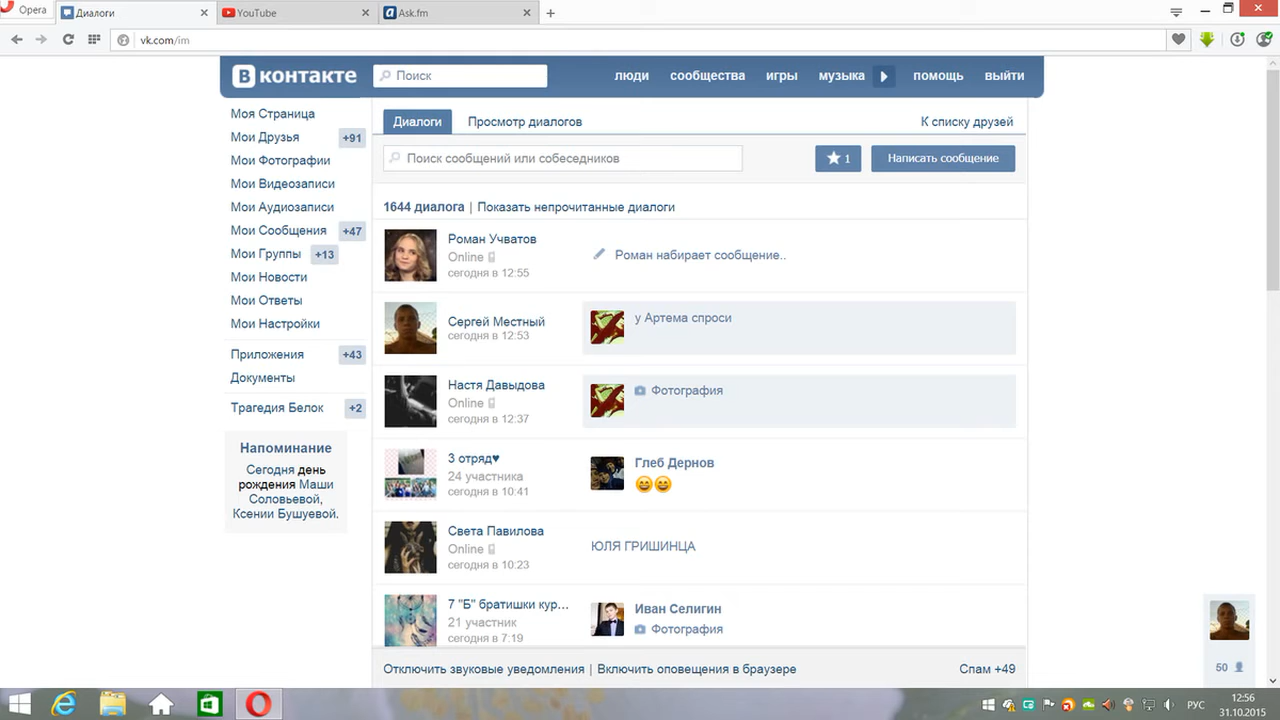 Opera
Диалоги
YouTube
Ask.fm
vk.com/im
В контакте
Поиск
люди
сообщества
игры
музыка
помощь
выйти
Моя Страница
Мои Друзья +91
Мои Фотографии
Мои Видеозаписи
Мои Аудиозаписи
Мои Сообщения +47
Мои Группы +13
Мои Новости
Мои Ответы
Мои Настройки
Приложения +43
Документы
Трагедия Белок +2
Напоминание
Сегодня день
рождения Маши
Соловьевой,
Ксении Бушуевой.
Диалоги
Просмотр диалогов
К списку друзей
Поиск сообщений или собеседников
1
Написать сообщение
1644 диалога | Показать непрочитанные диалоги
Роман Учватов
Online
сегодня в 12:55
Роман набирает сообщение..
Сергей Местный
сегодня в 12:53
у Артема спроси
Настя Давыдова
Online
сегодня в 12:37
Фотография
3 отряд♥
24 участника
сегодня в 10:41
Глеб Дернов
😄😄
Света Павилова
Online
сегодня в 10:23
ЮЛЯ ГРИШИНЦА
7 "Б" братишки кур...
21 участник
сегодня в 7:19
Иван Селигин
Фотография
Отключить звуковые уведомления | Включить оповещения в браузере
Спам +49
50
РУС
12:56
31.10.2015